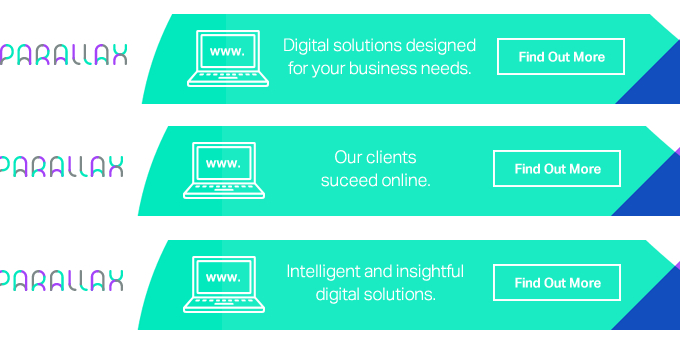 PARALLAX
www.
Digital solutions designed
for your business needs.
Find Out More
PARALLAX
www.
Our clients
suceed online.
Find Out More
PARALLAX
www.
Intelligent and insightful
digital solutions.
Find Out More